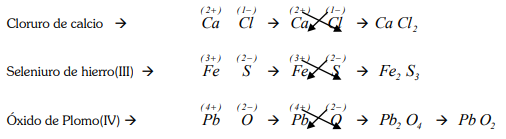 (2+) (1−) (2+) (1−)
Cloruro de calcio → Ca Cl → Ca Cl → Ca Cl₂
(3+) (2−) (3+) (2−)
Seleniuro de hierro(III) → Fe S → Fe S → Fe₂ S₃
(4+) (2−) (4+) (2−)
Óxido de Plomo(IV) → Pb O → Pb O → Pb₂ O₄ → Pb O₂